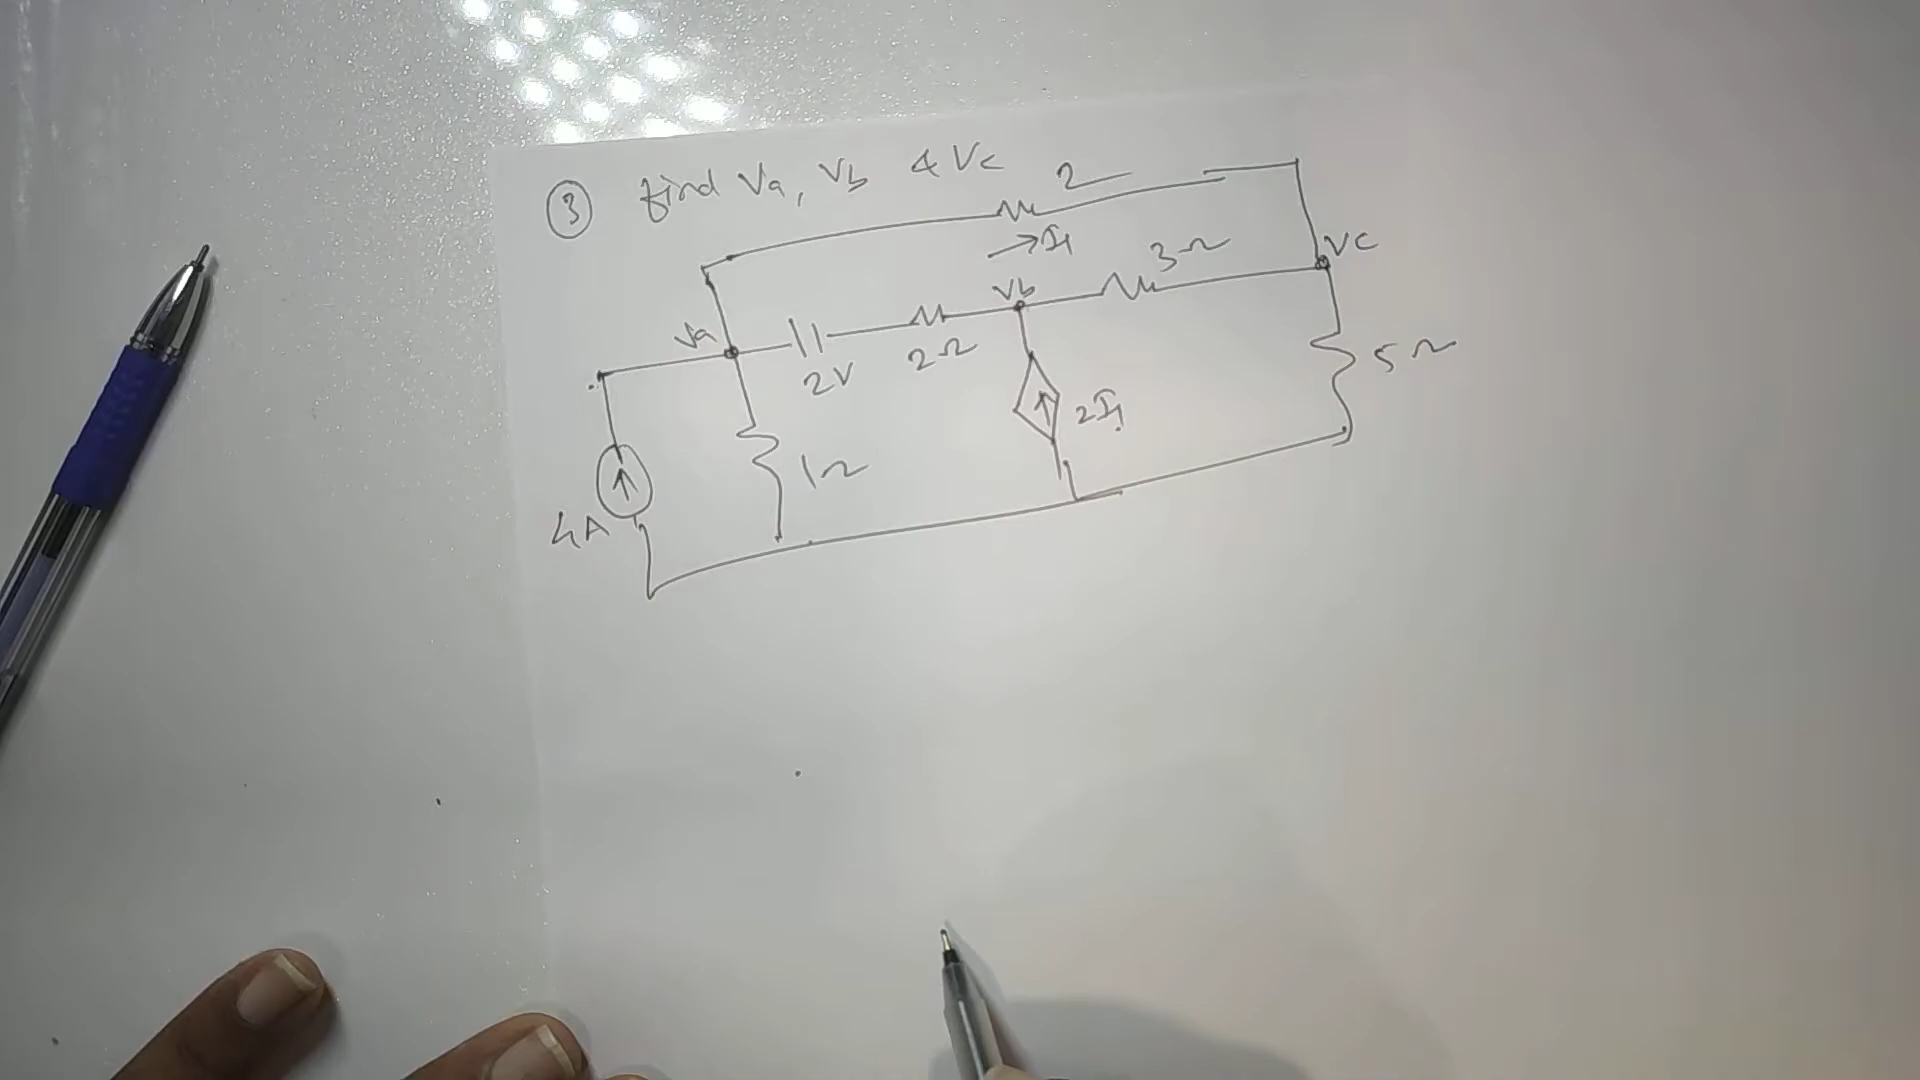 ③ find Va, Vb & Vc
2
→ I1
3Ω
Vc
Vb
Va
2V
2Ω
5Ω
2I1
1Ω
4A